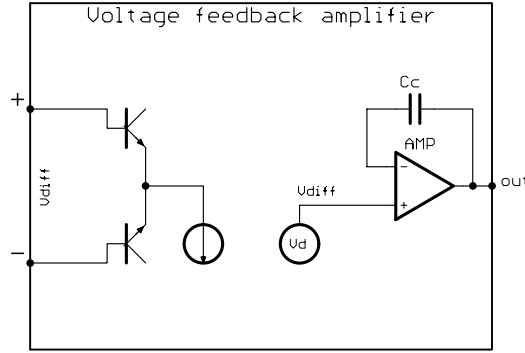 Voltage feedback amplifier
Cc
+
AMP
-
Vdiff
Vdiff
out
+
Vd
-